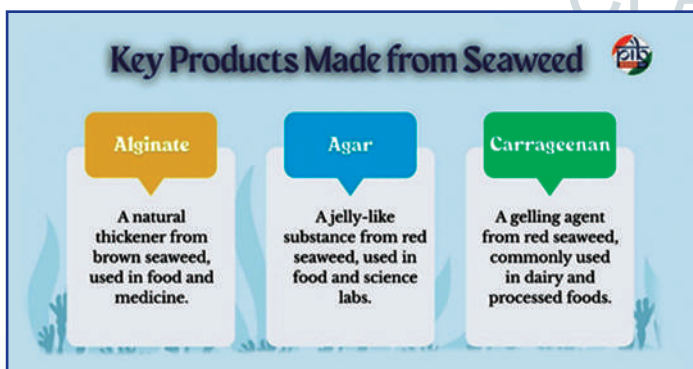 Key Products Made from Seaweed
pib
Alginate
A natural
thickener from
brown seaweed,
used in food and
medicine.
Agar
A jelly-like
substance from red
seaweed, used in
food and science
labs.
Carrageenan
A gelling agent
from red seaweed,
commonly used
in dairy and
processed foods.